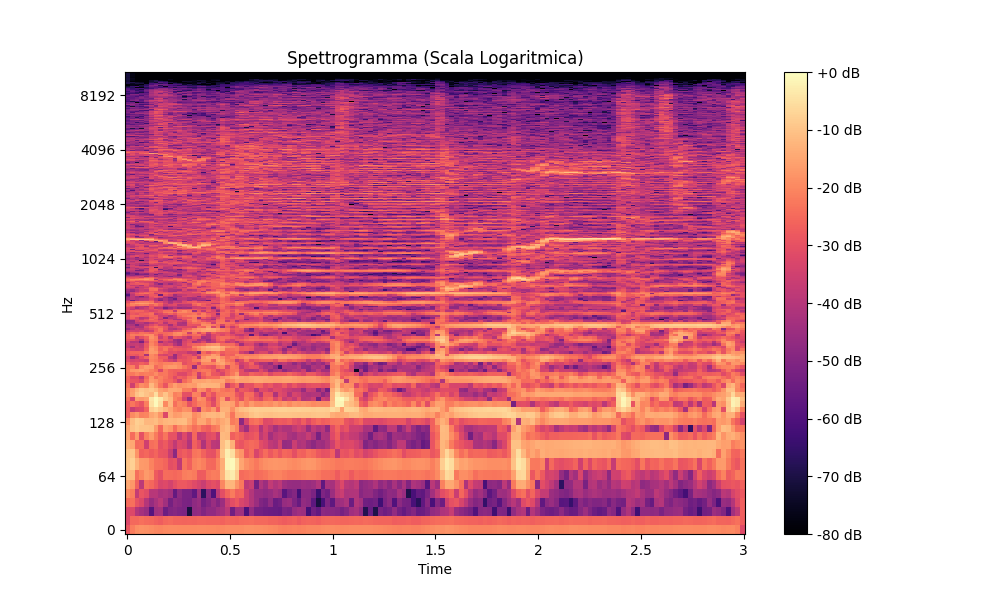 Spettrogramma (Scala Logaritmica)
8192
4096
2048
1024
512
256
128
64
0
Hz
0
0.5
1
1.5
2
2.5
3
Time
+0 dB
-10 dB
-20 dB
-30 dB
-40 dB
-50 dB
-60 dB
-70 dB
-80 dB